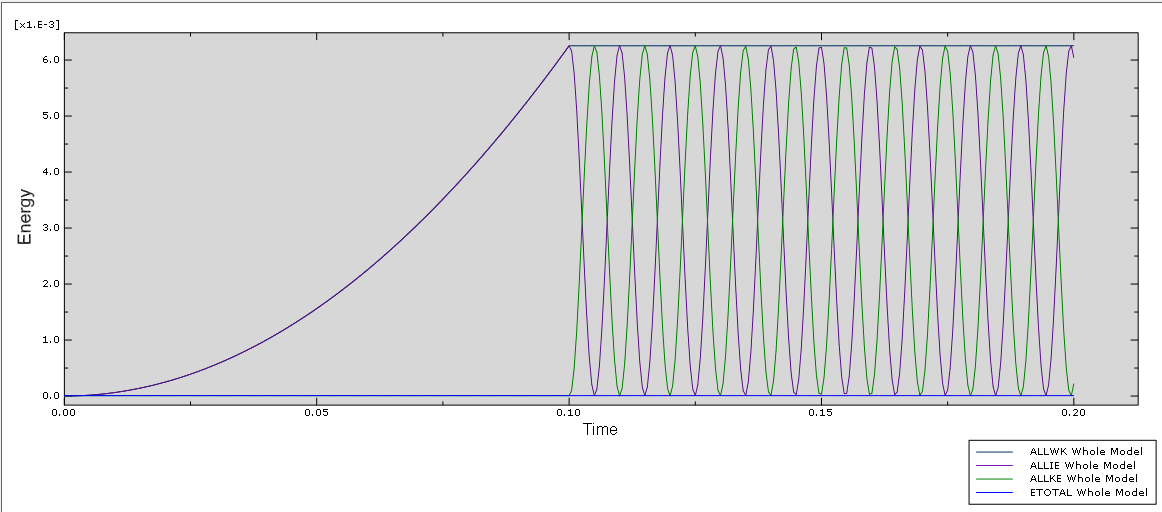 [x1.E-3]
6.0
5.0
4.0
3.0
2.0
1.0
0.0
Energy
0.00 0.05 0.10 0.15 0.20
Time
ALLWK Whole Model
ALLIE Whole Model
ALLKE Whole Model
ETOTAL Whole Model